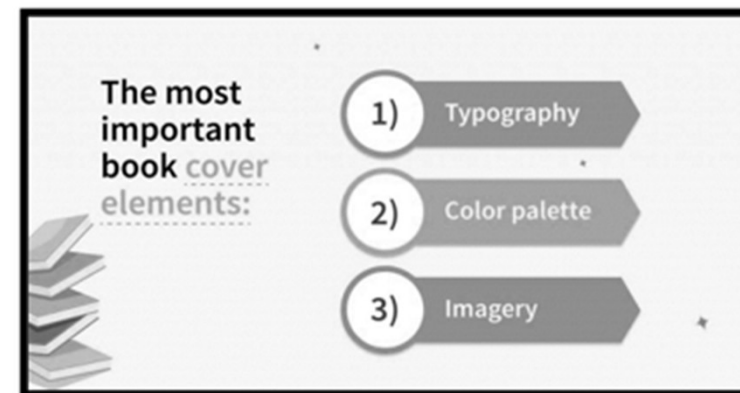 The most
important
book cover
elements:
1) Typography
2) Color palette
3) Imagery